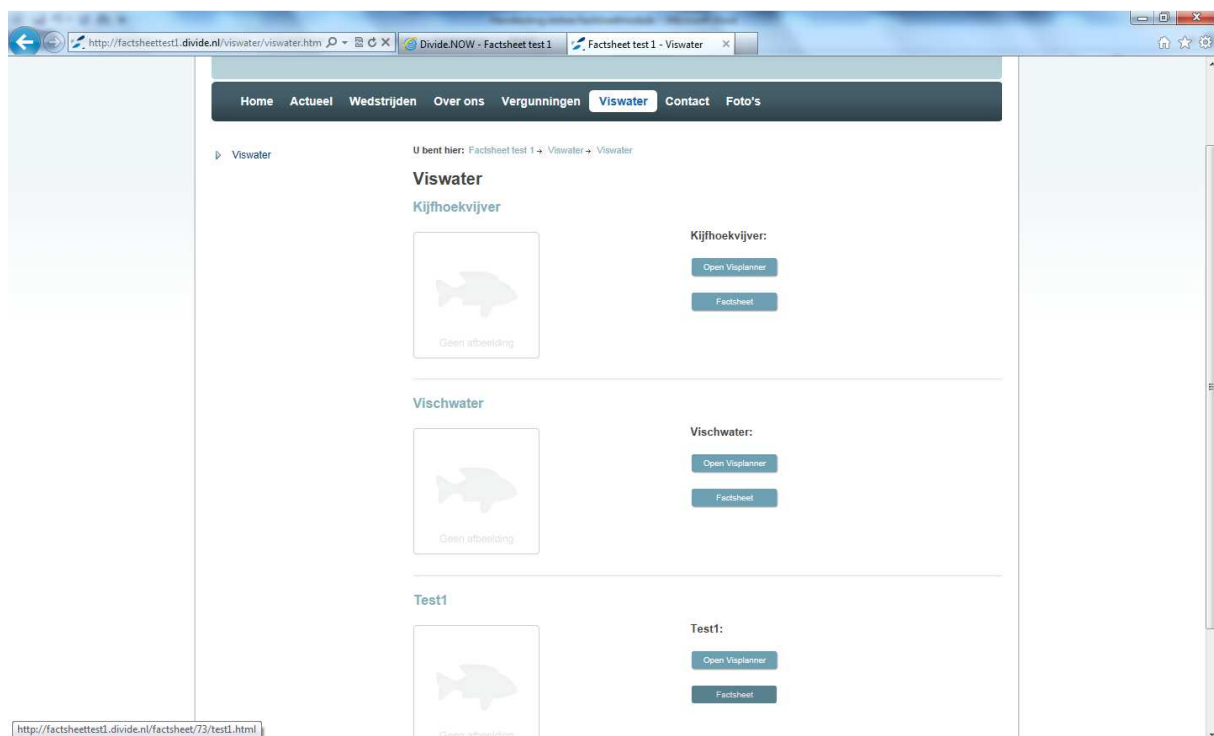 http://factsheettest1.divide.nl/viswater/viswater.htm
Divide.NOW - Factsheet test 1
Factsheet test 1 - Viswater
Home Actueel Wedstrijden Over ons Vergunningen Viswater Contact Foto's
Viswater
U bent hier: Factsheet test 1 → Viswater → Viswater
Viswater
Kijfhoekvijver
Kijfhoekvijver:
Open Visplanner
Factsheet
Geen afbeelding
Vischwater
Vischwater:
Open Visplanner
Factsheet
Geen afbeelding
Test1
Test1:
Open Visplanner
Factsheet
Geen afbeelding
http://factsheettest1.divide.nl/factsheet/73/test1.html